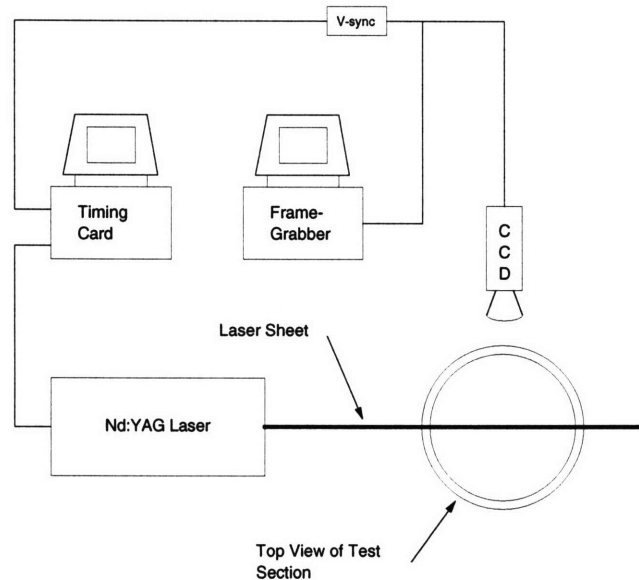 V-sync
Timing
Card
Frame-
Grabber
C
C
D
Laser Sheet
Nd:YAG Laser
Top View of Test
Section